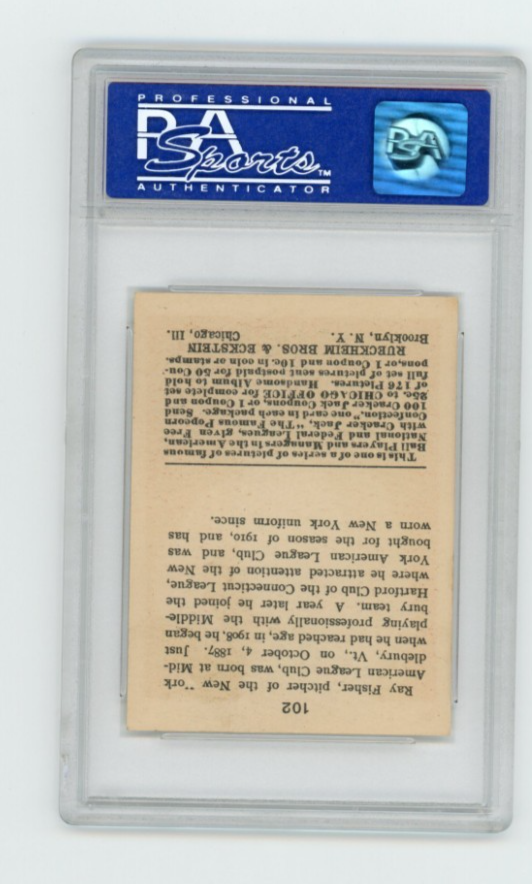 PROFESSIONAL
PSA
Sports™
AUTHENTICATOR
PSA
102
Ray Fisher, pitcher of the New York
American League Club, was born at Mid-
dlebury, Vt., on October 4, 1887. Just
when he had reached age, in 1908, he began
playing professionally with the Middle-
bury team. A year later he joined the
Hartford Club of the Connecticut League,
where he attracted attention of the New
York American League Club, and was
bought for the season of 1910, and has
worn a New York uniform since.
This is one of a series of pictures of famous
Ball Players and Managers in the American,
National and Federal Leagues, given Free
with Cracker Jack, "The Famous Popcorn
Confection," one card in each package. Send
100 Cracker Jack Coupons, or 1 Coupon and
25c. to CHICAGO OFFICE for complete set
of 176 Pictures. Handsome Album to hold
full set of pictures sent postpaid for 50 Cou-
pons, or 1 Coupon and 10c. in coin or stamps.
RUECKHEIM BROS. & ECKSTEIN
Brooklyn, N. Y. Chicago, Ill.